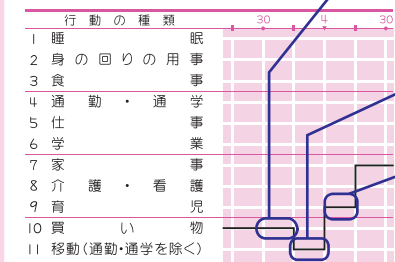 行動の種類 30 4 30
1 睡眠
2 身の回りの用事
3 食事
4 通勤・通学
5 仕事
6 学業
7 家事
8 介護・看護
9 育児
10 買い物
11 移動(通勤・通学を除く)